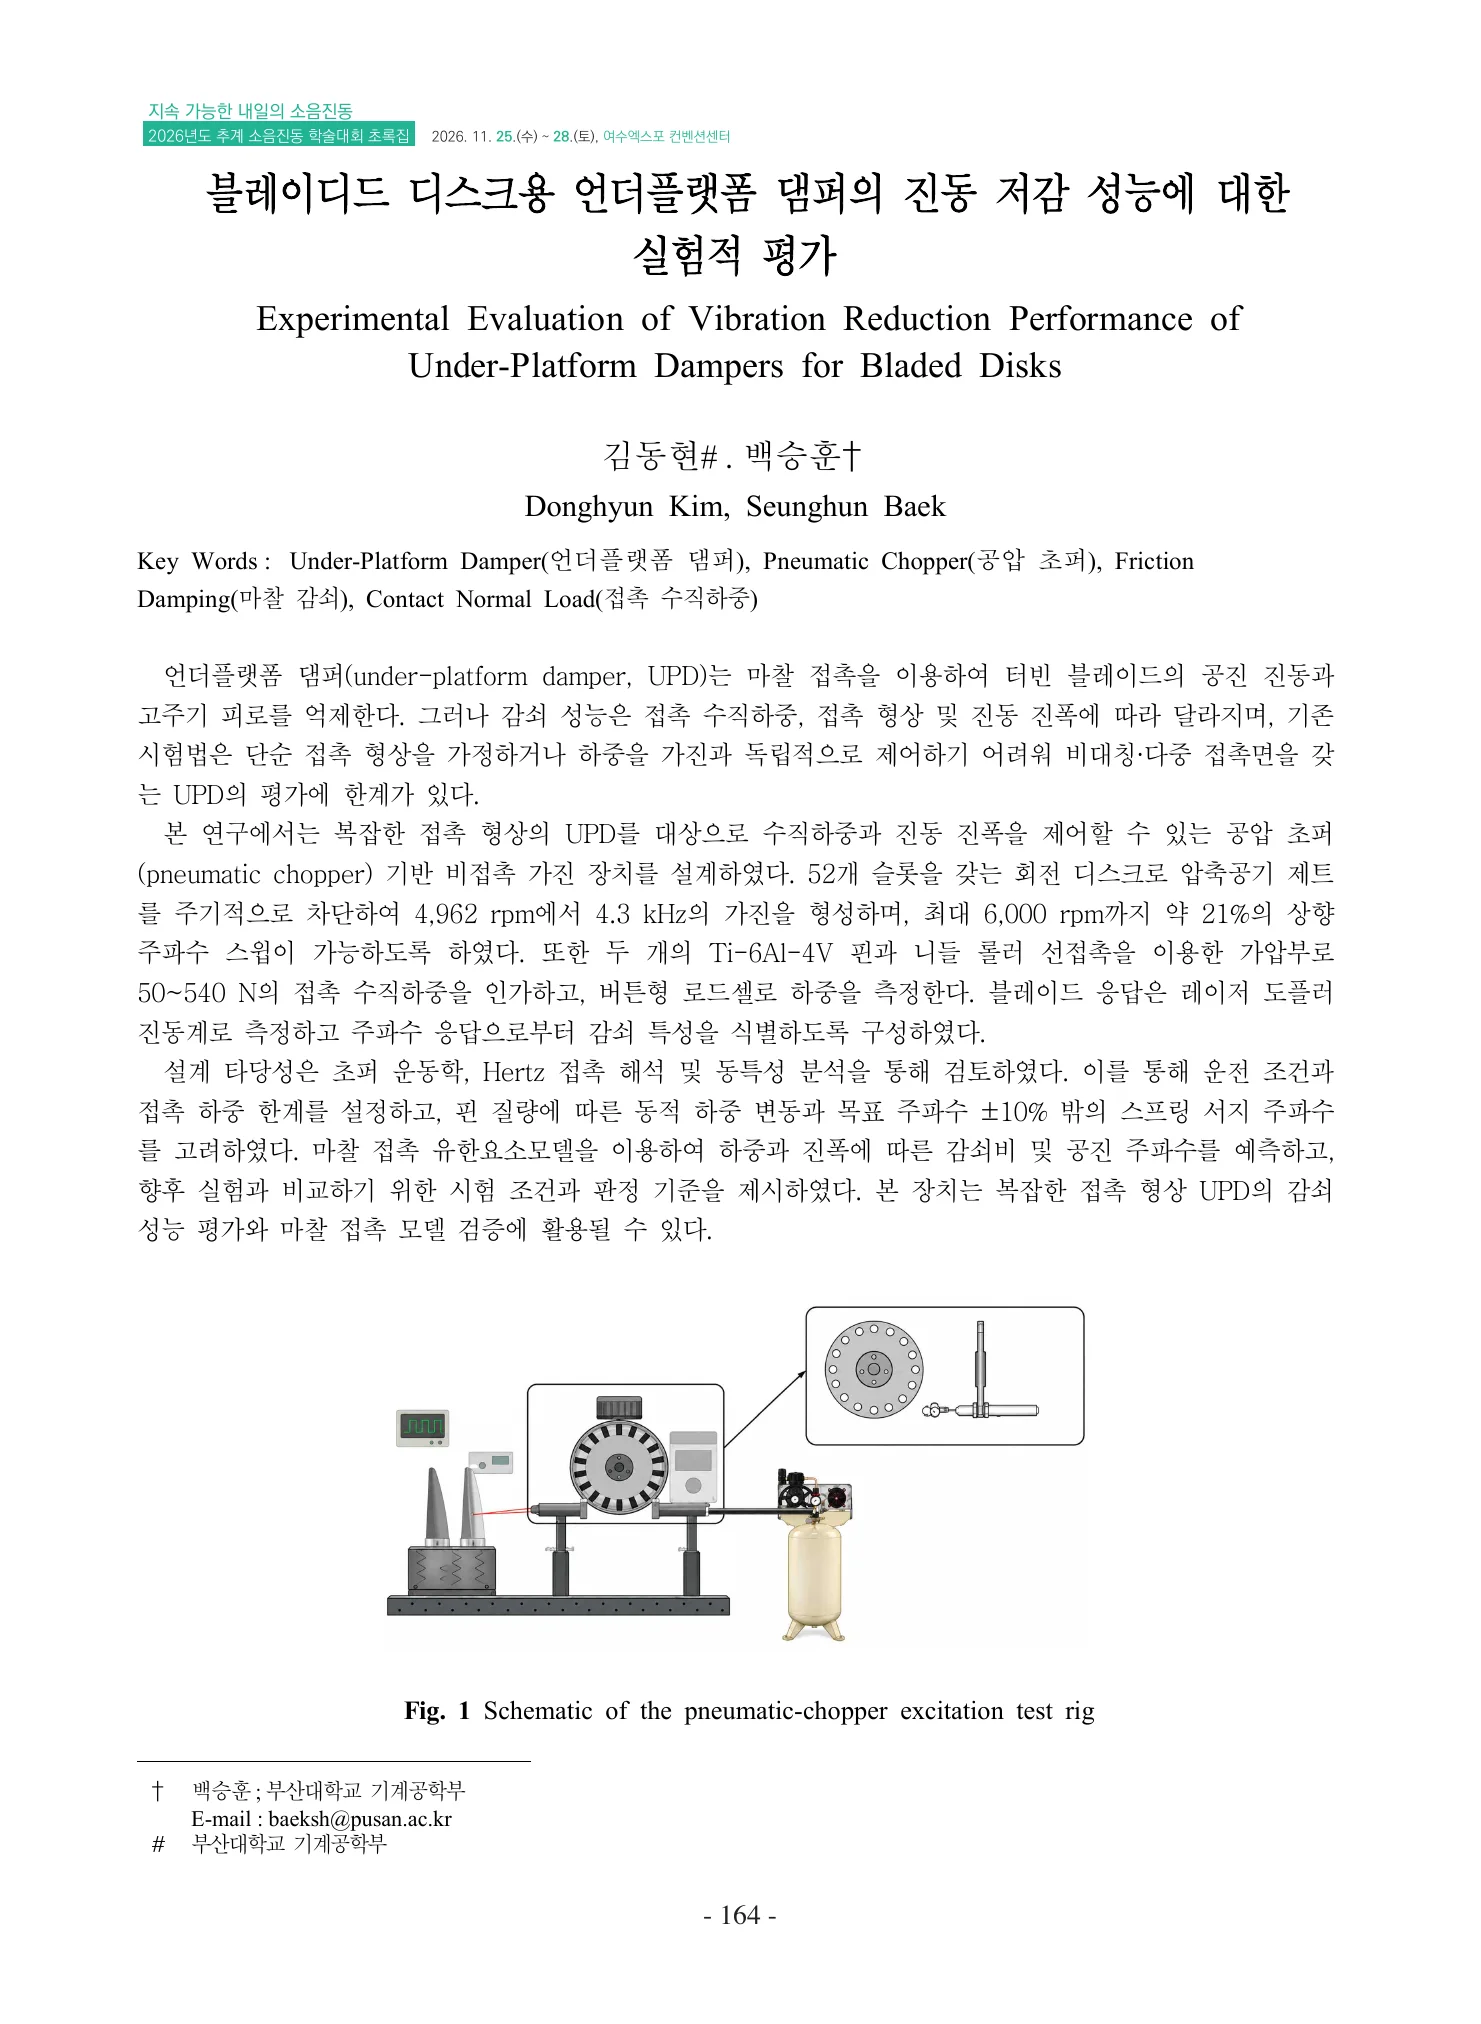 지속 가능한 내일의 소음진동
2026년도 추계 소음진동 학술대회 초록집 2026. 11. 25.(수) ~ 28.(토), 여수엑스포 컨벤션센터
블레이디드 디스크용 언더플랫폼 댐퍼의 진동 저감 성능에 대한
실험적 평가
Experimental Evaluation of Vibration Reduction Performance of
Under-Platform Dampers for Bladed Disks
김동현# . 백승훈†
Donghyun Kim, Seunghun Baek
Key Words : Under-Platform Damper(언더플랫폼 댐퍼), Pneumatic Chopper(공압 초퍼), Friction
Damping(마찰 감쇠), Contact Normal Load(접촉 수직하중)
언더플랫폼 댐퍼(under-platform damper, UPD)는 마찰 접촉을 이용하여 터빈 블레이드의 공진 진동과
고주기 피로를 억제한다. 그러나 감쇠 성능은 접촉 수직하중, 접촉 형상 및 진동 진폭에 따라 달라지며, 기존
시험법은 단순 접촉 형상을 가정하거나 하중을 가진과 독립적으로 제어하기 어려워 비대칭·다중 접촉면을 갖
는 UPD의 평가에 한계가 있다.
본 연구에서는 복잡한 접촉 형상의 UPD를 대상으로 수직하중과 진동 진폭을 제어할 수 있는 공압 초퍼
(pneumatic chopper) 기반 비접촉 가진 장치를 설계하였다. 52개 슬롯을 갖는 회전 디스크로 압축공기 제트
를 주기적으로 차단하여 4,962 rpm에서 4.3 kHz의 가진을 형성하며, 최대 6,000 rpm까지 약 21%의 상향
주파수 스윕이 가능하도록 하였다. 또한 두 개의 Ti-6Al-4V 핀과 니들 롤러 선접촉을 이용한 가압부로
50~540 N의 접촉 수직하중을 인가하고, 버튼형 로드셀로 하중을 측정한다. 블레이드 응답은 레이저 도플러
진동계로 측정하고 주파수 응답으로부터 감쇠 특성을 식별하도록 구성하였다.
설계 타당성은 초퍼 운동학, Hertz 접촉 해석 및 동특성 분석을 통해 검토하였다. 이를 통해 운전 조건과
접촉 하중 한계를 설정하고, 핀 질량에 따른 동적 하중 변동과 목표 주파수 ±10% 밖의 스프링 서지 주파수
를 고려하였다. 마찰 접촉 유한요소모델을 이용하여 하중과 진폭에 따른 감쇠비 및 공진 주파수를 예측하고,
향후 실험과 비교하기 위한 시험 조건과 판정 기준을 제시하였다. 본 장치는 복잡한 접촉 형상 UPD의 감쇠
성능 평가와 마찰 접촉 모델 검증에 활용될 수 있다.
Fig. 1 Schematic of the pneumatic-chopper excitation test rig
† 백승훈 ; 부산대학교 기계공학부
E-mail : baeksh@pusan.ac.kr
# 부산대학교 기계공학부
- 164 -